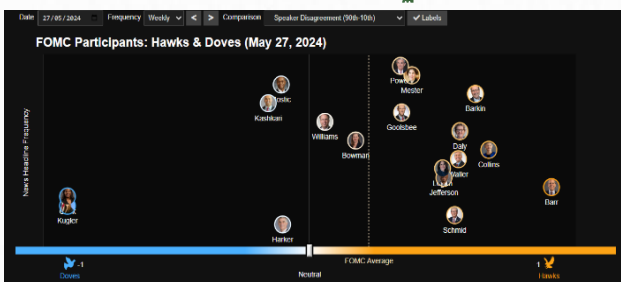 Date 27/05/2024 Frequency Weekly < > Comparison Speaker Disagreement (90th-10th) ✓ Labels
FOMC Participants: Hawks & Doves (May 27, 2024)
News Headline Frequency
Mester
Barkin
Kashkari
Goolsbee
Williams
Bowman
Daly
Collins
Jefferson
Barr
Kugler
Schmid
Harker
FOMC Average
-1
1
Doves
Neutral
Hawks